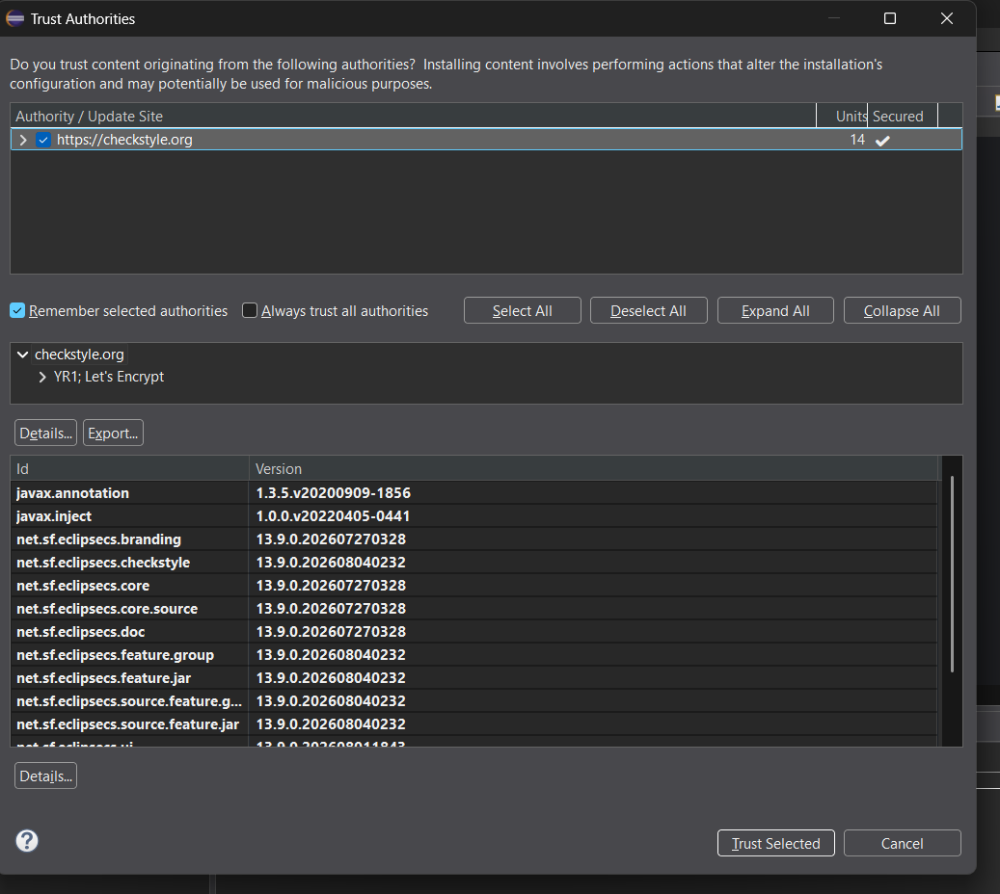 Trust Authorities
Do you trust content originating from the following authorities?  Installing content involves performing actions that alter the installation's
configuration and may potentially be used for malicious purposes.
Authority / Update Site Units Secured
https://checkstyle.org 14
Remember selected authorities Always trust all authorities Select All Deselect All Expand All Collapse All
checkstyle.org
YR1; Let's Encrypt
Details... Export...
Id Version
javax.annotation 1.3.5.v20200909-1856
javax.inject 1.0.0.v20220405-0441
net.sf.eclipsecs.branding 13.9.0.202607270328
net.sf.eclipsecs.checkstyle 13.9.0.202608040232
net.sf.eclipsecs.core 13.9.0.202607270328
net.sf.eclipsecs.core.source 13.9.0.202607270328
net.sf.eclipsecs.doc 13.9.0.202607270328
net.sf.eclipsecs.feature.group 13.9.0.202608040232
net.sf.eclipsecs.feature.jar 13.9.0.202608040232
net.sf.eclipsecs.source.feature.g... 13.9.0.202608040232
net.sf.eclipsecs.source.feature.jar 13.9.0.202608040232
net.sf.eclipsecs.ui 13.9.0.202608011843
Details...
?
Trust Selected Cancel